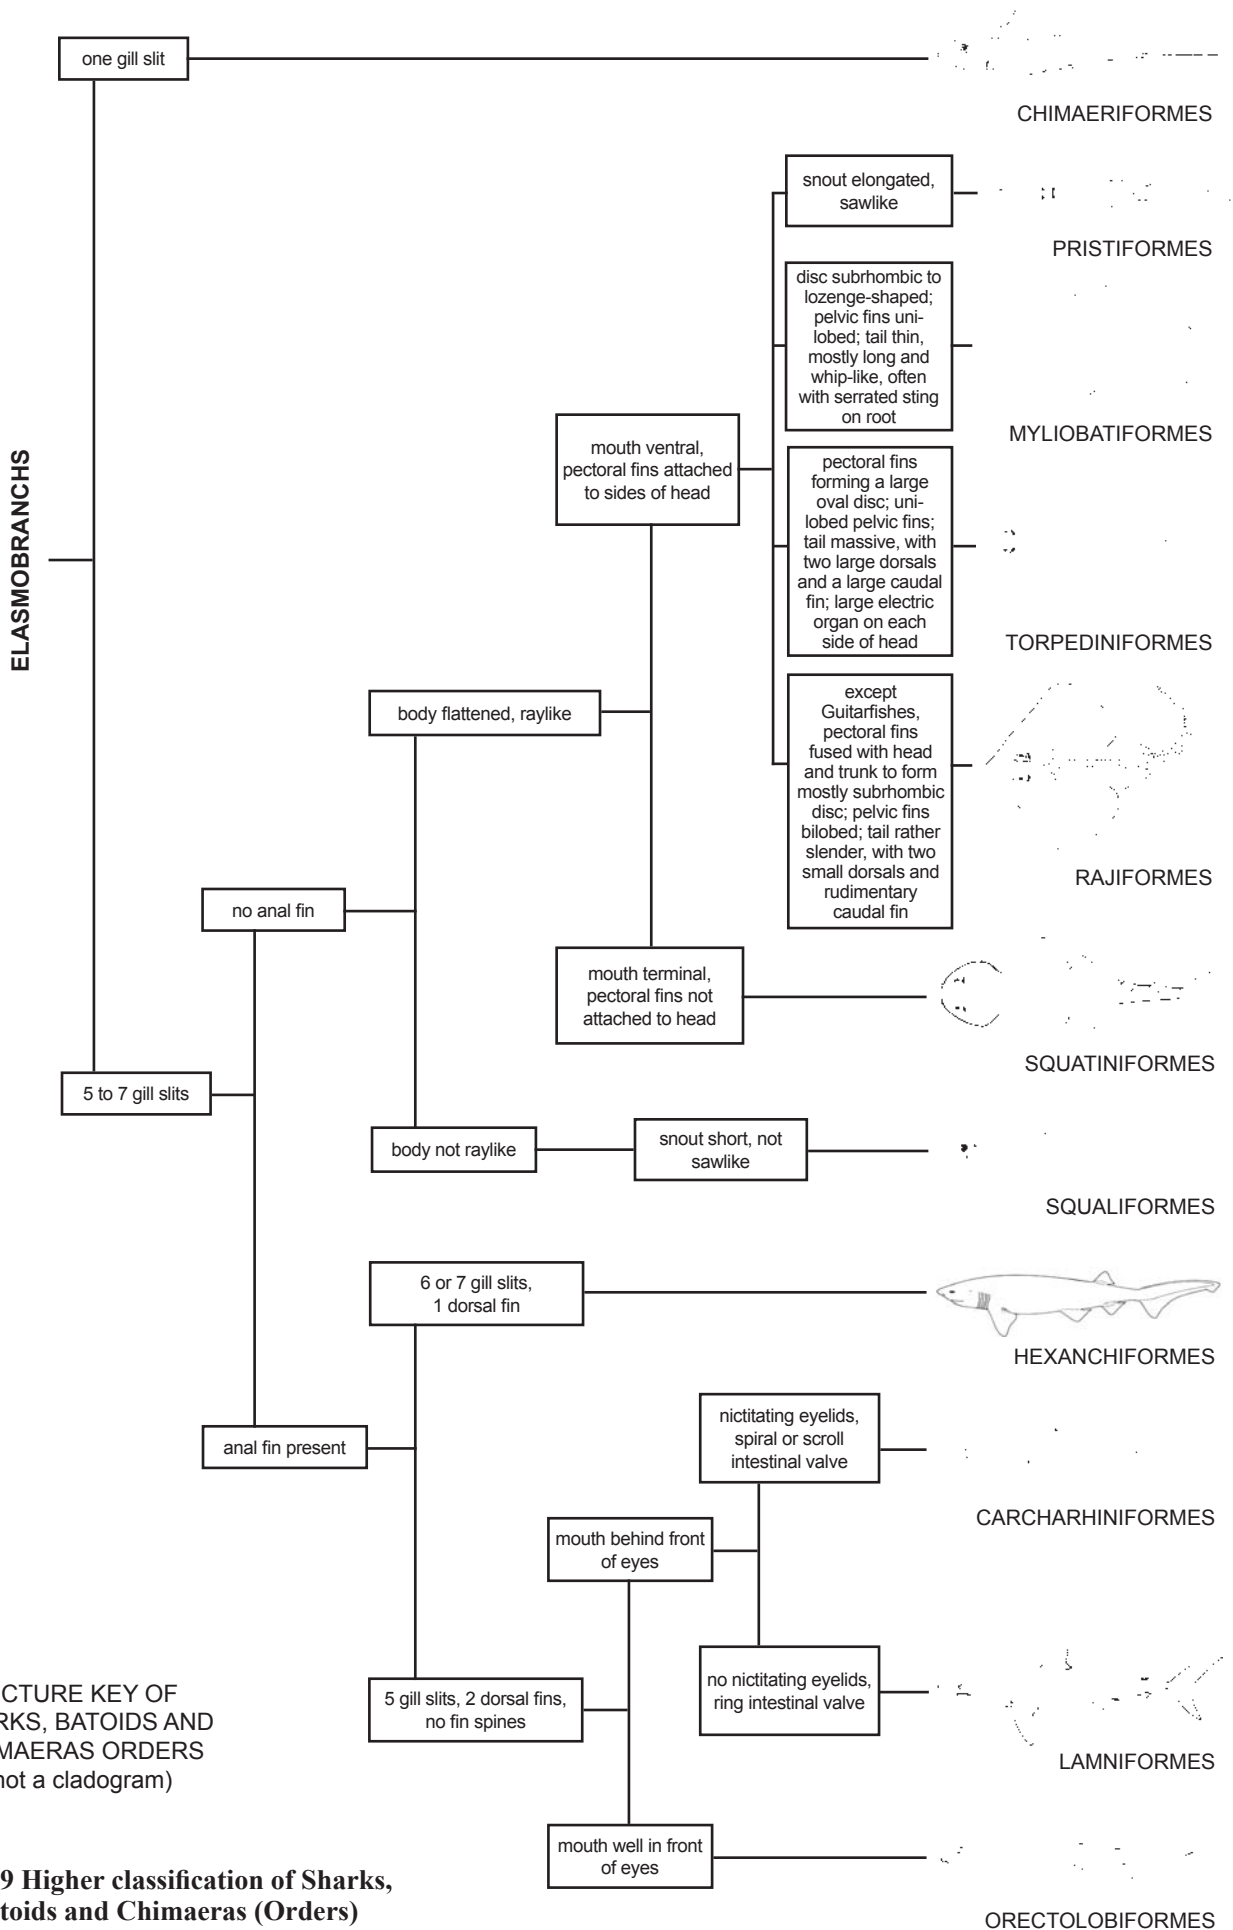 one gill slit
CHIMAERIFORMES
snout elongated,
sawlike
PRISTIFORMES
disc subrhombic to
lozenge-shaped;
pelvic fins uni-
lobed; tail thin,
mostly long and
whip-like, often
with serrated sting
on root
MYLIOBATIFORMES
mouth ventral,
pectoral fins attached
to sides of head
pectoral fins
forming a large
oval disc; uni-
lobed pelvic fins;
tail massive, with
two large dorsals
and a large caudal
fin; large electric
organ on each
side of head
TORPEDINIFORMES
ELASMOBRANCHS
body flattened, raylike
except
Guitarfishes,
pectoral fins
fused with head
and trunk to form
mostly subrhombic
disc; pelvic fins
bilobed; tail rather
slender, with two
small dorsals and
rudimentary
caudal fin
RAJIFORMES
no anal fin
mouth terminal,
pectoral fins not
attached to head
SQUATINIFORMES
5 to 7 gill slits
body not raylike
snout short, not
sawlike
SQUALIFORMES
6 or 7 gill slits,
1 dorsal fin
HEXANCHIFORMES
anal fin present
nictitating eyelids,
spiral or scroll
intestinal valve
CARCHARHINIFORMES
mouth behind front
of eyes
5 gill slits, 2 dorsal fins,
no fin spines
no nictitating eyelids,
ring intestinal valve
LAMNIFORMES
mouth well in front
of eyes
ORECTOLOBIFORMES
CTURE KEY OF
RKS, BATOIDS AND
MAERAS ORDERS
not a cladogram)
9 Higher classification of Sharks,
toids and Chimaeras (Orders)